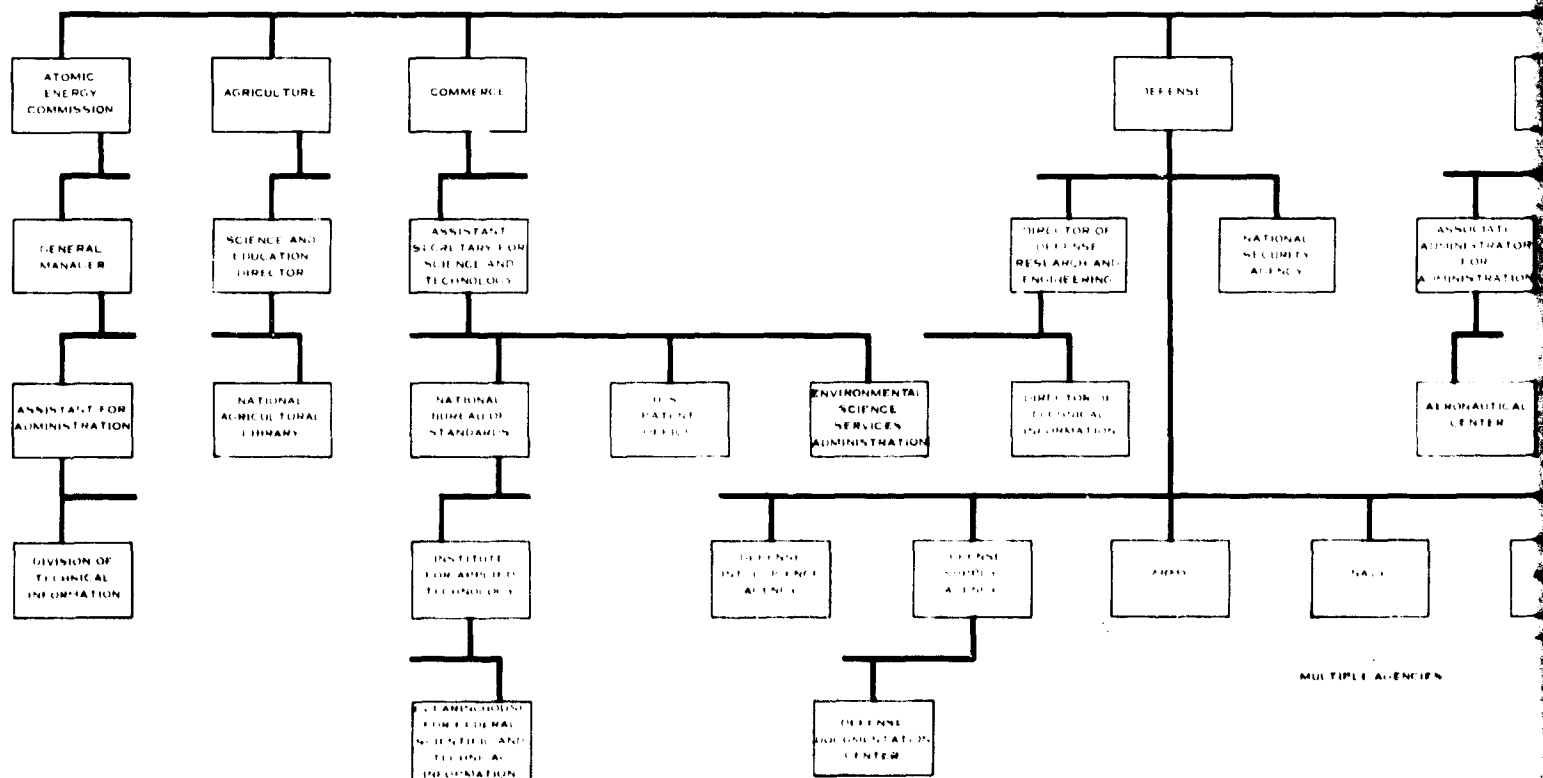 ATOMIC
ENERGY
COMMISSION
AGRICULTURE
COMMERCE
DEFENSE
GENERAL
MANAGER
SCIENCE AND
EDUCATION
DIRECTOR
ASSISTANT
SECRETARY FOR
SCIENCE AND
TECHNOLOGY
DIRECTOR OF
DEFENSE
RESEARCH AND
ENGINEERING
NATIONAL
SECURITY
AGENCY
ASSOCIATE
ADMINISTRATOR
FOR
ADMINISTRATION
ASSISTANT FOR
ADMINISTRATION
NATIONAL
AGRICULTURAL
LIBRARY
NATIONAL
BUREAU OF
STANDARDS
U.S.
PATENT
OFFICE
ENVIRONMENTAL
SCIENCE
SERVICES
ADMINISTRATION
DIRECTOR OF
TECHNICAL
INFORMATION
AERONAUTICAL
CENTER
DIVISION OF
TECHNICAL
INFORMATION
INSTITUTE
FOR APPLIED
TECHNOLOGY
DEFENSE
INTELLIGENCE
AGENCY
DEFENSE
SUPPLY
AGENCY
ARMY
NAVY
MULTIPLE AGENCIES
CLEARINGHOUSE
FOR FEDERAL
SCIENTIFIC AND
TECHNICAL
INFORMATION
DEFENSE
DOCUMENTATION
CENTER